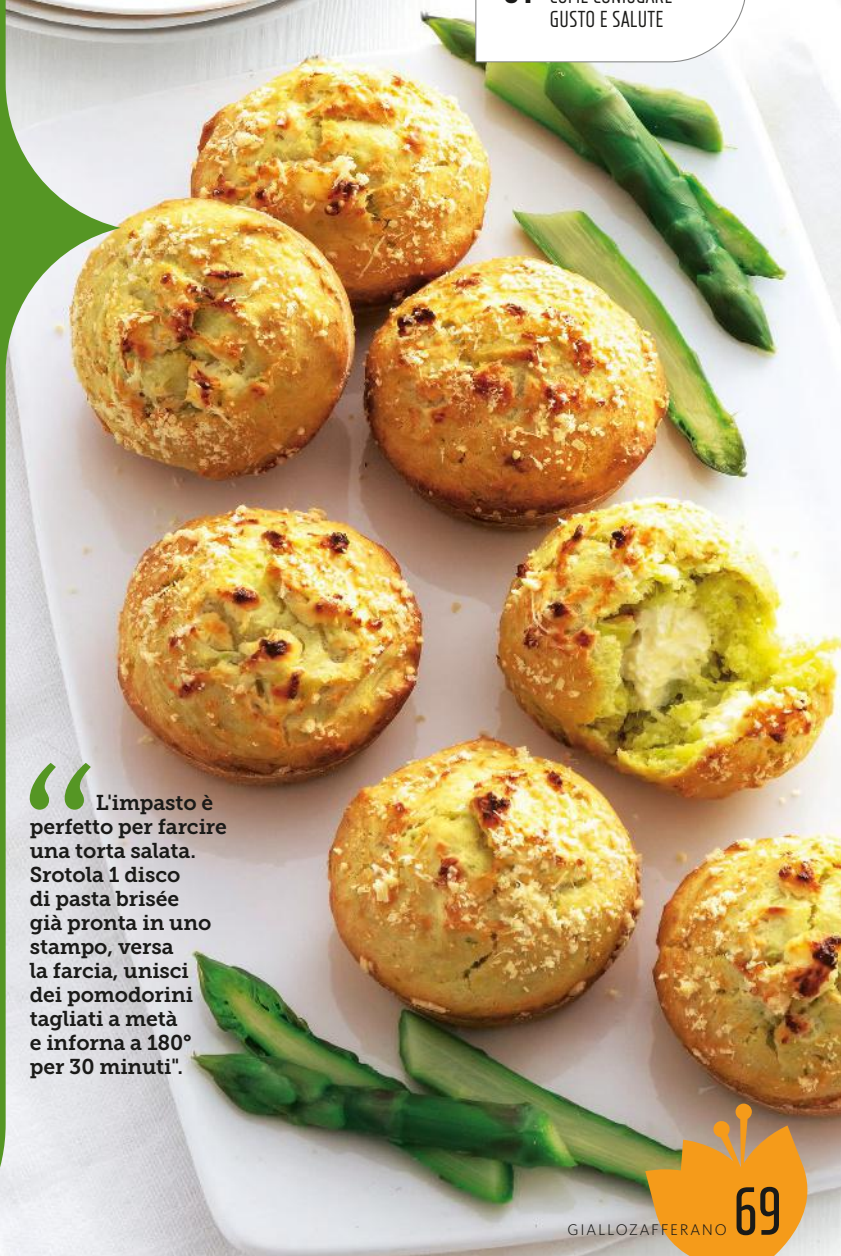 GUSTO E SALUTE
L'impasto è
perfetto per farcire
una torta salata.
Srotola 1 disco
di pasta brisée
già pronta in uno
stampo, versa
la farcia, unisci
dei pomodorini
tagliati a metà
e inforna a 180°
per 30 minuti".
GIALLOZAFFERANO 69